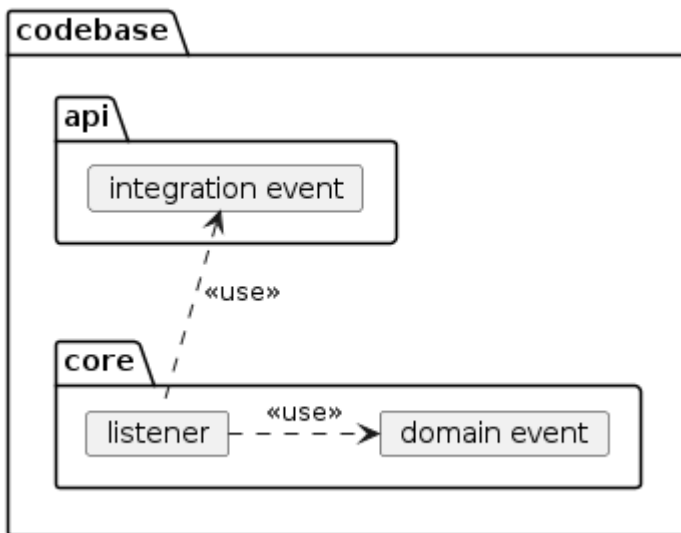 codebase
api
integration event
«use»
core
listener
«use»
domain event